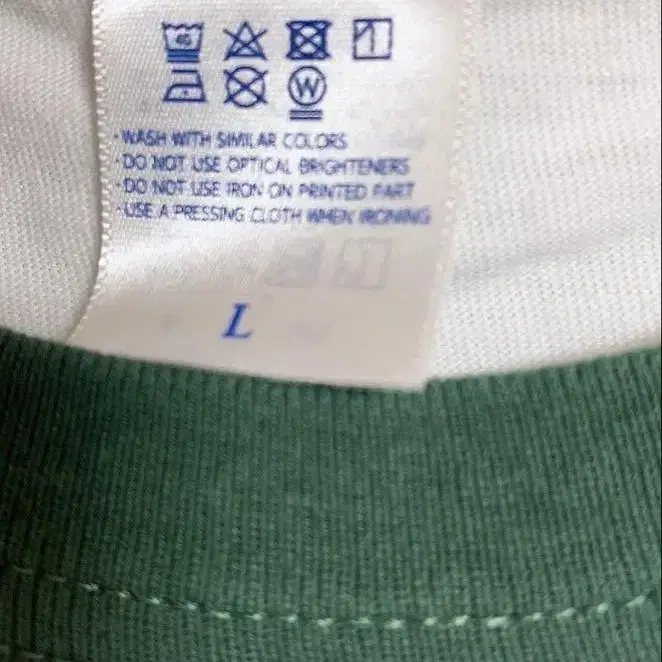 40
W
· WASH WITH SIMILAR COLORS
· DO NOT USE OPTICAL BRIGHTENERS
· DO NOT USE IRON ON PRINTED PART
· USE A PRESSING CLOTH WHEN IRONING
L